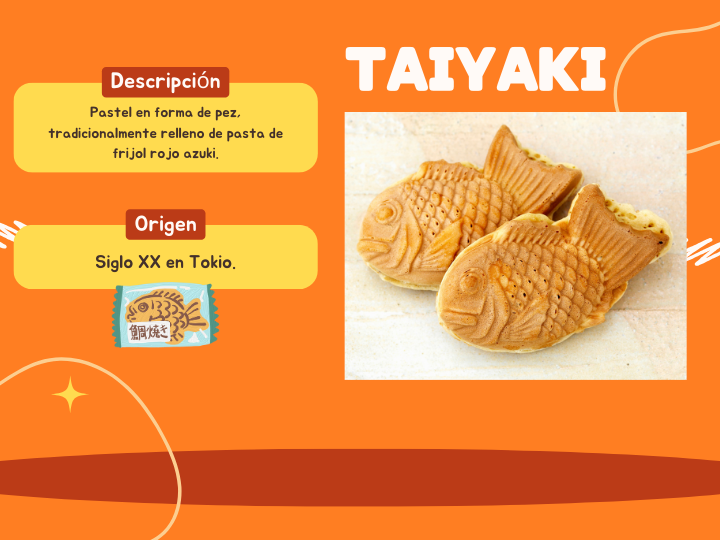 TAIYAKI
Descripción
Pastel en forma de pez,
tradicionalmente relleno de pasta de
frijol rojo azuki.
Origen
Siglo XX en Tokio.
鯛焼き